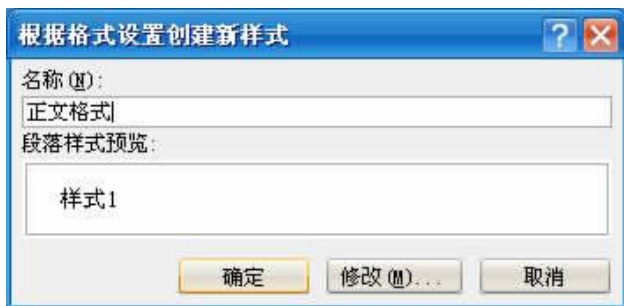 根据格式设置创建新样式
名称(N):
正文格式
段落样式预览:
样式1
确定 修改(M)... 取消